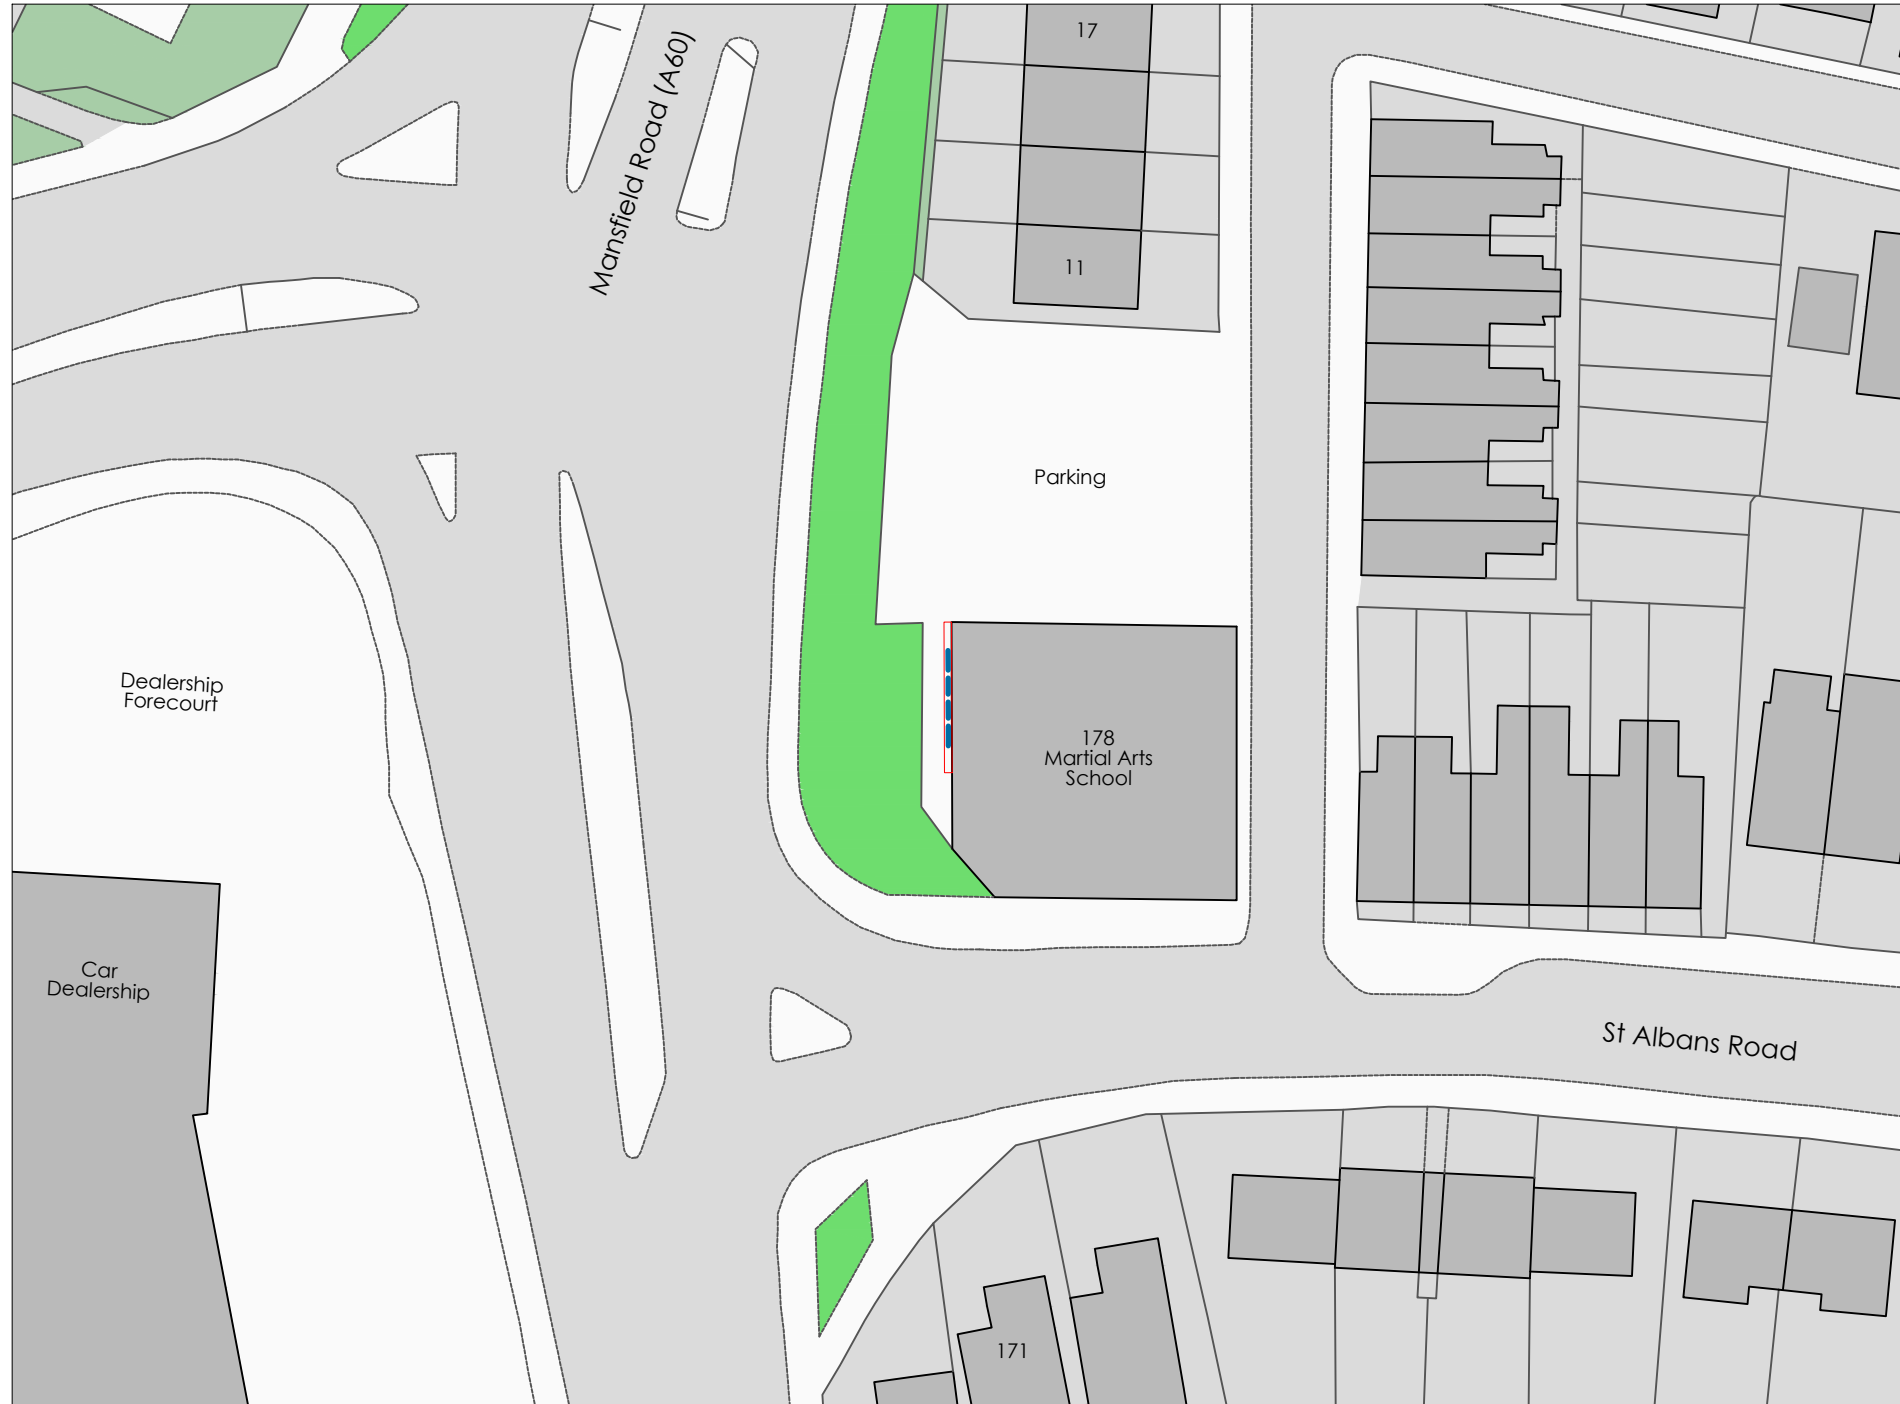 17
Mansfield Road (A60)
11
Parking
Dealership
Forecourt
178
Martial Arts
School
Car
Dealership
St Albans Road
171